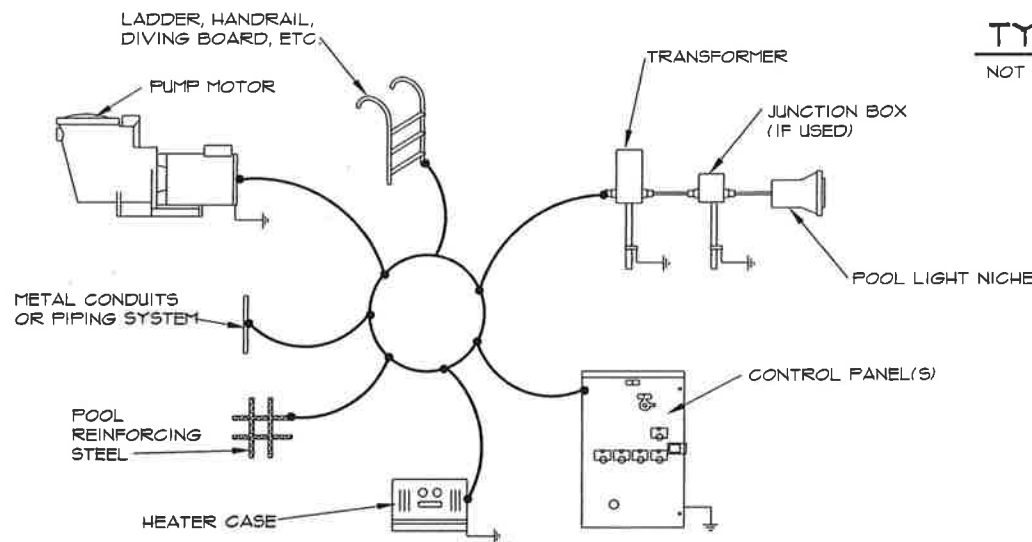 LADDER, HANDRAIL,
DIVING BOARD, ETC.
PUMP MOTOR
TRANSFORMER
TY
NOT
JUNCTION BOX
(IF USED)
POOL LIGHT NICHE
METAL CONDUITS
OR PIPING SYSTEM
CONTROL PANEL(S)
POOL
REINFORCING
STEEL
HEATER CASE